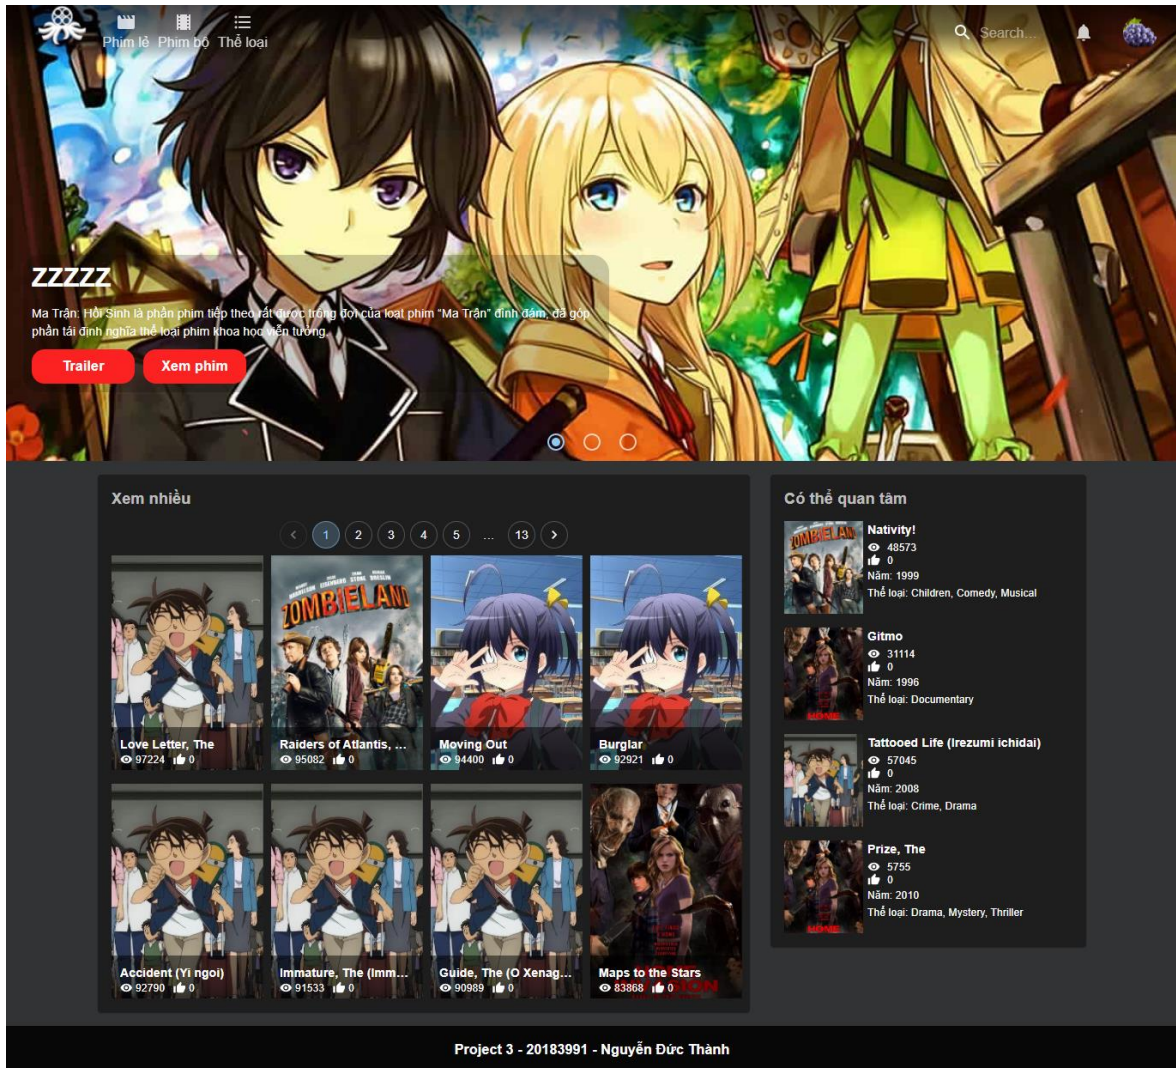 Phim lẻ Phim bộ Thể loại
Search...
zzzzz
Ma Trận: Hồi Sinh là phần phim tiếp theo rất được trông đợi của loạt phim “Ma Trận” đình đám, đã góp
phần tái định nghĩa thể loại phim khoa học viễn tưởng.
Trailer Xem phim
Xem nhiều
1 2 3 4 5 ... 13
ZOMBIELAND
Love Letter, The
97224 0
Raiders of Atlantis, ...
95082 0
Moving Out
94400 0
Burglar
92921 0
Accident (Yi ngoi)
92790 0
Immature, The (Imm...
91533 0
Guide, The (O Xenag...
90989 0
Maps to the Stars
83868 0
Có thể quan tâm
ZOMBIELAND
Nativity!
48573
0
Năm: 1999
Thể loại: Children, Comedy, Musical
HOME
Gitmo
31114
0
Năm: 1996
Thể loại: Documentary
Tattooed Life (Irezumi ichidai)
57045
0
Năm: 2008
Thể loại: Crime, Drama
HOME
Prize, The
5755
0
Năm: 2010
Thể loại: Drama, Mystery, Thriller
Project 3 - 20183991 - Nguyễn Đức Thành